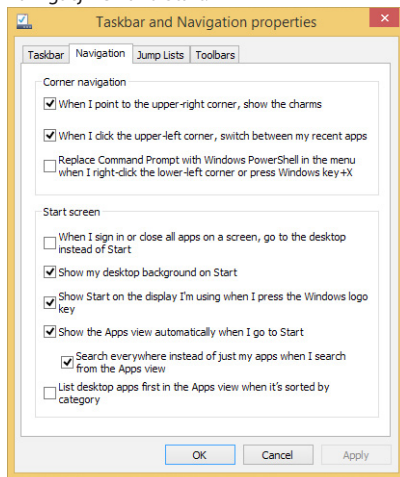 Taskbar and Navigation properties
Taskbar Navigation Jump Lists Toolbars
Corner navigation
When I point to the upper-right corner, show the charms
When I click the upper-left corner, switch between my recent apps
Replace Command Prompt with Windows PowerShell in the menu
when I right-click the lower-left corner or press Windows key+X
Start screen
When I sign in or close all apps on a screen, go to the desktop
instead of Start
Show my desktop background on Start
Show Start on the display I'm using when I press the Windows logo
key
Show the Apps view automatically when I go to Start
Search everywhere instead of just my apps when I search
from the Apps view
List desktop apps first in the Apps view when it's sorted by
category
OK Cancel Apply